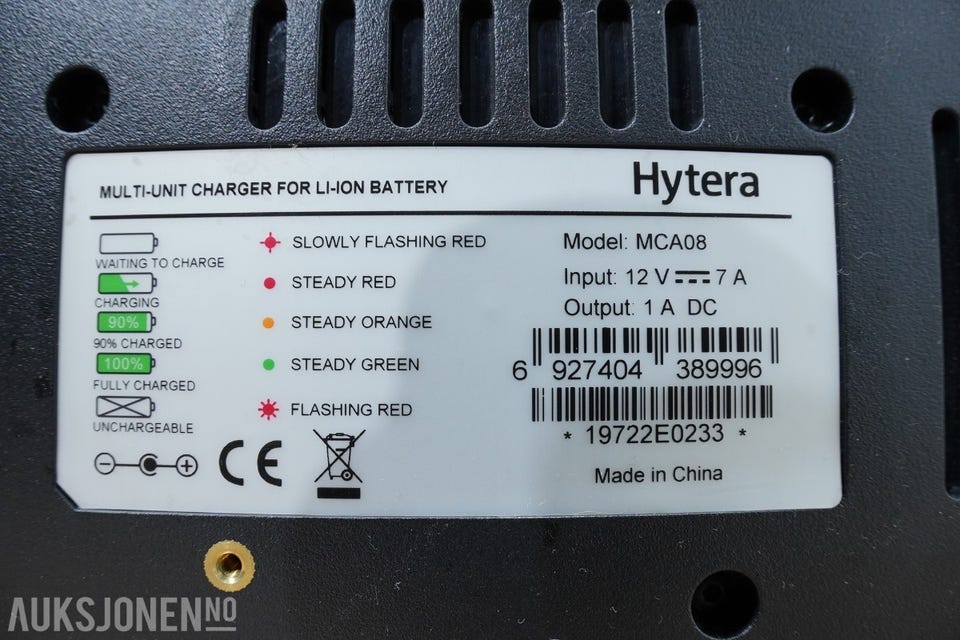 MULTI-UNIT CHARGER FOR LI-ION BATTERY
Hytera
WAITING TO CHARGE
SLOWLY FLASHING RED
CHARGING
STEADY RED
90%
90% CHARGED
STEADY ORANGE
100%
FULLY CHARGED
STEADY GREEN
UNCHARGEABLE
FLASHING RED
CE
Model: MCA08
Input: 12 V ⎓ 7 A
Output: 1 A DC
6 927404 389996
* 19722E0233 *
Made in China
AUKSJONEN.NO